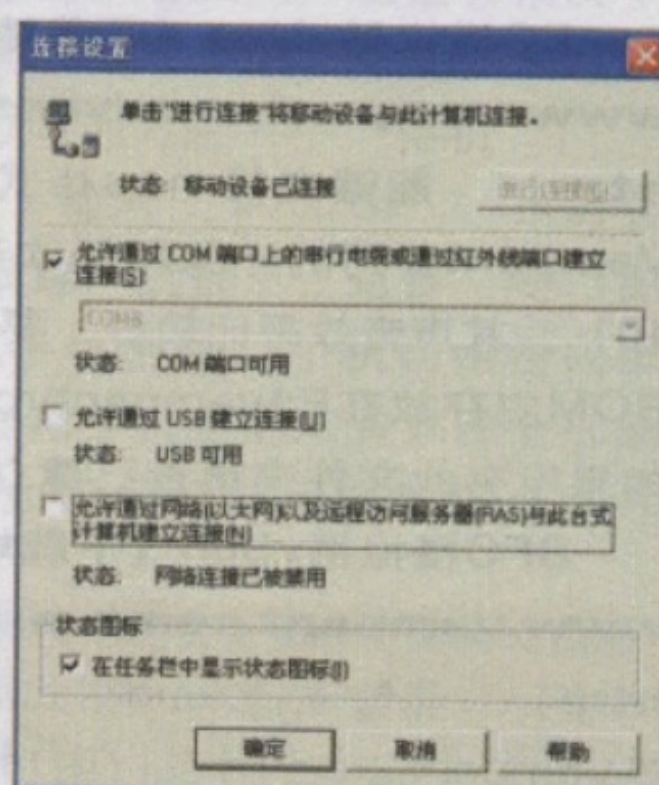 连接设置
单击"进行连接"将移动设备与此计算机连接。
状态: 移动设备已连接
允许通过 COM 端口上的串行电缆或通过红外线端口建立
连接(S):
状态: COM 端口可用
允许通过 USB 建立连接(U)
状态: USB 可用
允许通过网络(以太网)以及远程访问服务器(RAS)与此台式
计算机建立连接(N)
状态: 网络连接已被禁用
状态图标
在任务栏中显示状态图标(I)
确定 取消 帮助